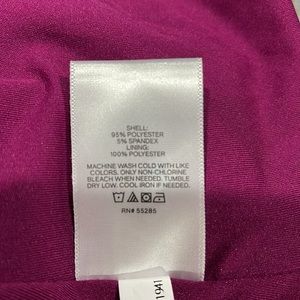 SHELL:
95% POLYESTER
5% SPANDEX
LINING:
100% POLYESTER
MACHINE WASH COLD WITH LIKE
COLORS. ONLY NON-CHLORINE
BLEACH WHEN NEEDED. TUMBLE
DRY LOW. COOL IRON IF NEEDED.
RN# 55285